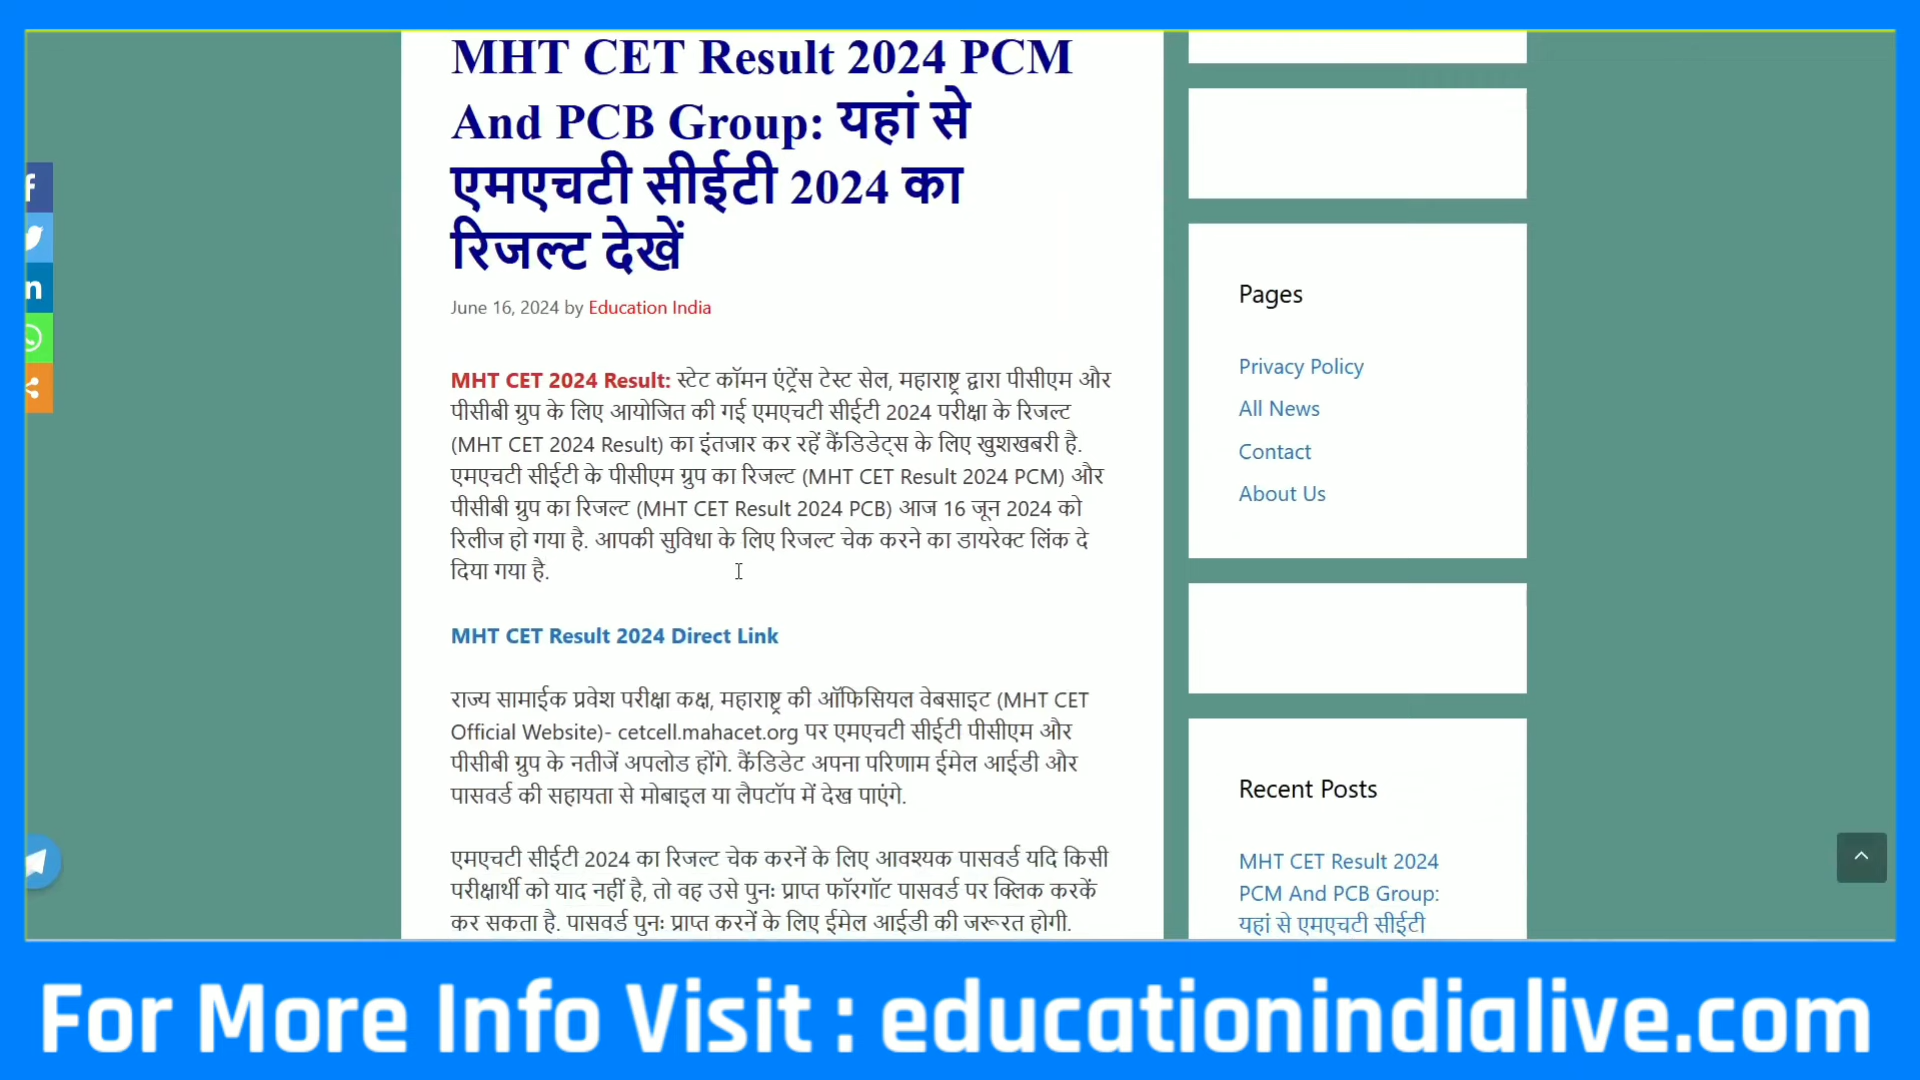 MHT CET Result 2024 PCM
And PCB Group: यहां से
एमएचटी सीईटी 2024 का
रिजल्ट देखें
June 16, 2024 by Education India
MHT CET 2024 Result: स्टेट कॉमन एंट्रेंस टेस्ट सेल, महाराष्ट्र द्वारा पीसीएम और
पीसीबी ग्रुप के लिए आयोजित की गई एमएचटी सीईटी 2024 परीक्षा के रिजल्ट
(MHT CET 2024 Result) का इंतजार कर रहें कैंडिडेट्स के लिए खुशखबरी है.
एमएचटी सीईटी के पीसीएम ग्रुप का रिजल्ट (MHT CET Result 2024 PCM) और
पीसीबी ग्रुप का रिजल्ट (MHT CET Result 2024 PCB) आज 16 जून 2024 को
रिलीज हो गया है. आपकी सुविधा के लिए रिजल्ट चेक करने का डायरेक्ट लिंक दे
दिया गया है.
MHT CET Result 2024 Direct Link
राज्य सामाईक प्रवेश परीक्षा कक्ष, महाराष्ट्र की ऑफिसियल वेबसाइट (MHT CET
Official Website)- cetcell.mahacet.org पर एमएचटी सीईटी पीसीएम और
पीसीबी ग्रुप के नतीजें अपलोड होंगे. कैंडिडेट अपना परिणाम ईमेल आईडी और
पासवर्ड की सहायता से मोबाइल या लैपटॉप में देख पाएंगे.
एमएचटी सीईटी 2024 का रिजल्ट चेक करनें के लिए आवश्यक पासवर्ड यदि किसी
परीक्षार्थी को याद नहीं है, तो वह उसे पुनः प्राप्त फॉरगॉट पासवर्ड पर क्लिक करकें
कर सकता है. पासवर्ड पुनः प्राप्त करनें के लिए ईमेल आईडी की जरूरत होगी.
Pages
Privacy Policy
All News
Contact
About Us
Recent Posts
MHT CET Result 2024
PCM And PCB Group:
यहां से एमएचटी सीईटी
For More Info Visit : educationindialive.com